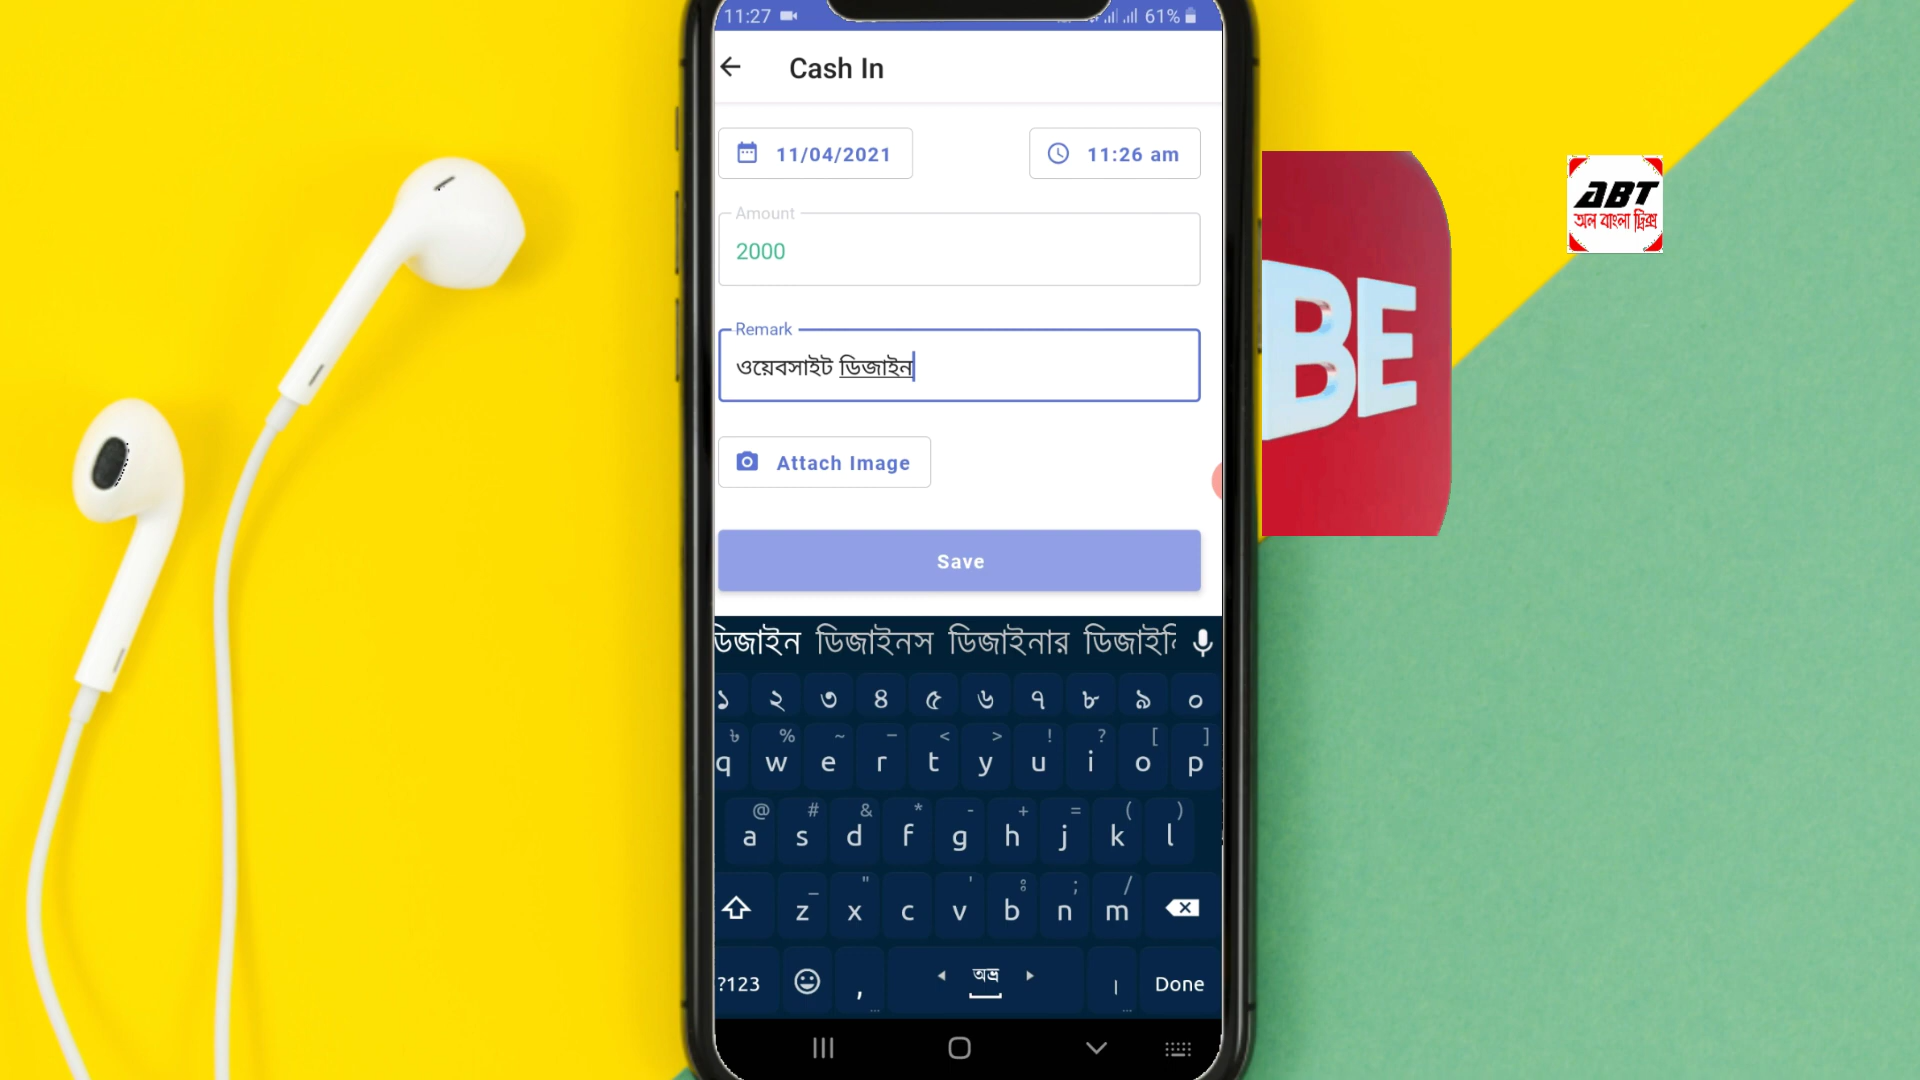 11:27 61%
Cash In
11/04/2021 11:26 am
Amount
2000
Remark
ওয়েবসাইট ডিজাইন
Attach Image
Save
ডিজাইন ডিজাইনস ডিজাইনার
১ ২ ৩ ৪ ৫ ৬ ৭ ৮ ৯ ০
৳ % ~ – < > ! ? [ ]
q w e r t y u i o p
@ # & * - + = ( )
a s d f g h j k l
_ " ' ঃ ; /
z x c v b n m
?123 , অভ্র । Done
BE
ABT
অল বাংলা ট্রিক্স